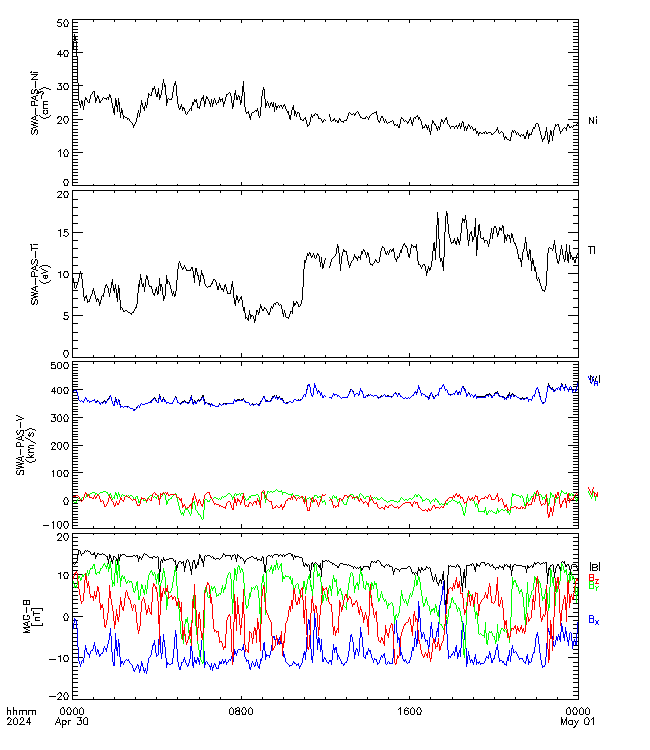 50
40
30
20
10
0
SWA-PAS-Ni
(cm⁻³)
Ni
20
15
10
5
0
SWA-PAS-Ti
(eV)
Ti
500
400
300
200
100
0
-100
SWA-PAS-V
(km/s)
20
10
0
-10
-20
MAG-B
[nT]
|B|
Bz
Bx
hhmm
2024
0000
0800
1600
0000
Apr 30
May 01